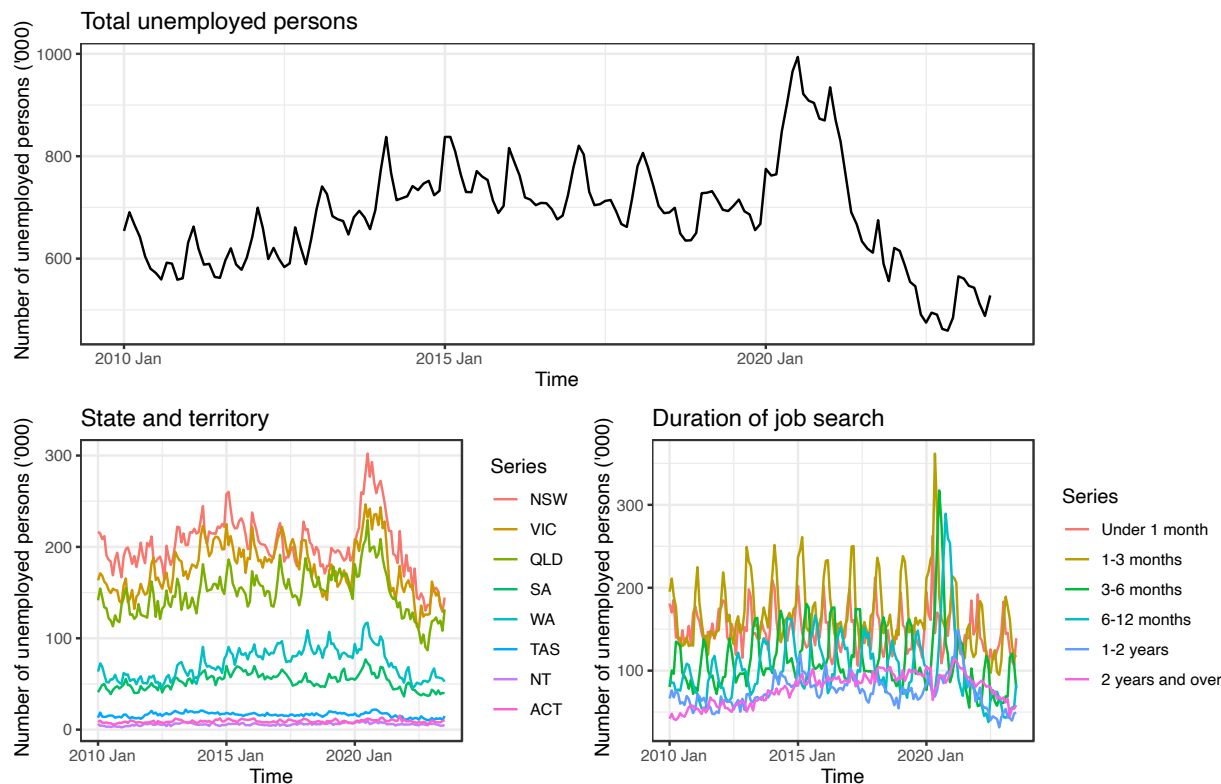 Total unemployed persons
Number of unemployed persons ('000)
1000
800
600
2010 Jan
2015 Jan
2020 Jan
Time
State and territory
Number of unemployed persons ('000)
300
200
100
0
2010 Jan
2015 Jan
2020 Jan
Time
Series
NSW
VIC
QLD
SA
WA
TAS
NT
ACT
Duration of job search
Number of unemployed persons ('000)
300
200
100
2010 Jan
2015 Jan
2020 Jan
Time
Series
Under 1 month
1-3 months
3-6 months
6-12 months
1-2 years
2 years and over